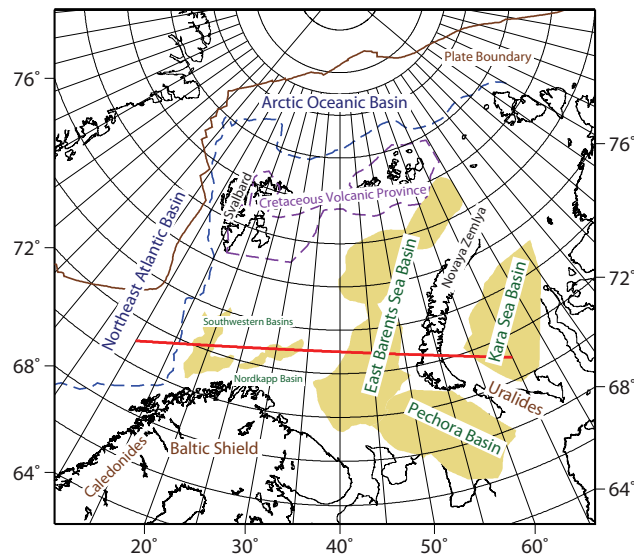 Plate Boundary
76°
Arctic Oceanic Basin
76°
Svalbard
Cretaceous Volcanic Province
Novaya Zemlya
Northeast Atlantic Basin
72°
East Barents Sea Basin
Kara Sea Basin
72°
Southwestern Basins
68°
Nordkapp Basin
68°
Uralides
Pechora Basin
Baltic Shield
Caledonides
64°
64°
20°
30°
40°
50°
60°